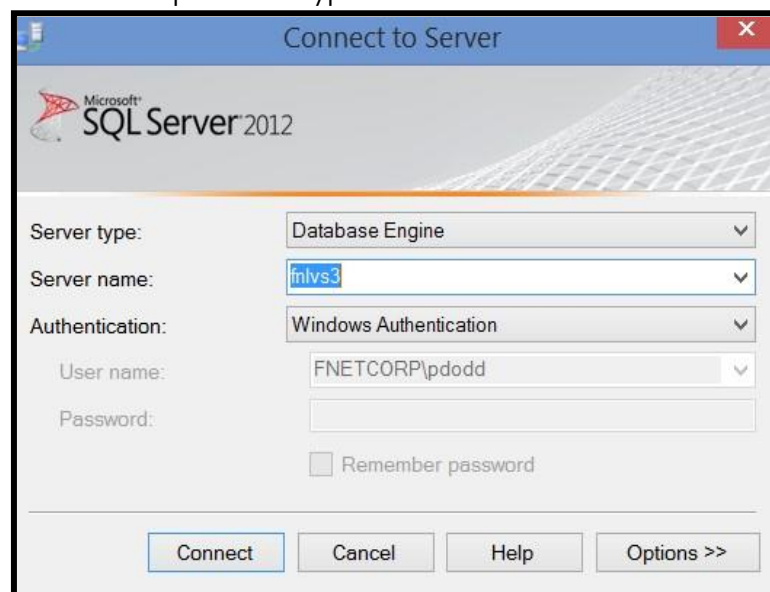 Connect to Server
Microsoft®
SQL Server® 2012
Server type: Database Engine
Server name: fnlvs3
Authentication: Windows Authentication
User name: FNETCORP\pdodd
Password:
Remember password
Connect Cancel Help Options >>